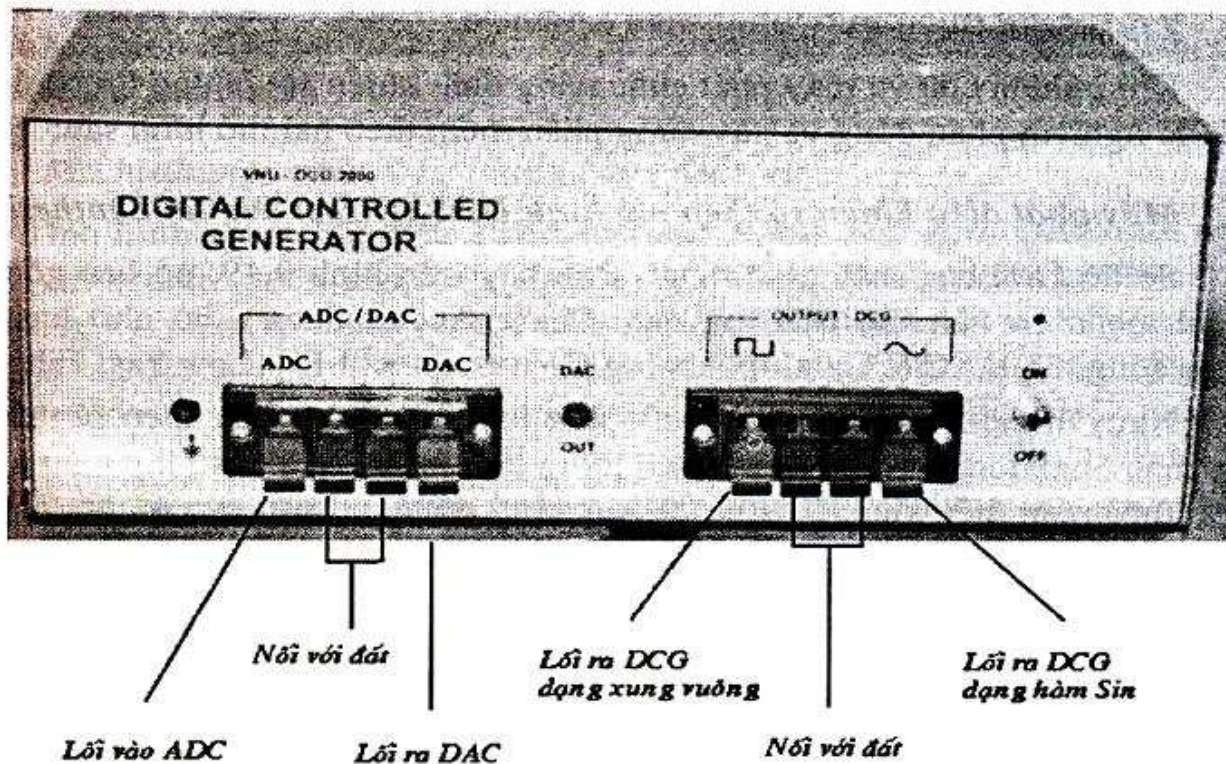 VNU - DCG 2000
DIGITAL CONTROLLED
GENERATOR
ADC / DAC
ADC
DAC
DAC
OUT
OUTPUT DCG
ON
OFF
Nối với đất
Lối ra DCG
dạng xung vuông
Lối ra DCG
dạng hàm Sin
Lối vào ADC
Lối ra DAC
Nối với đất